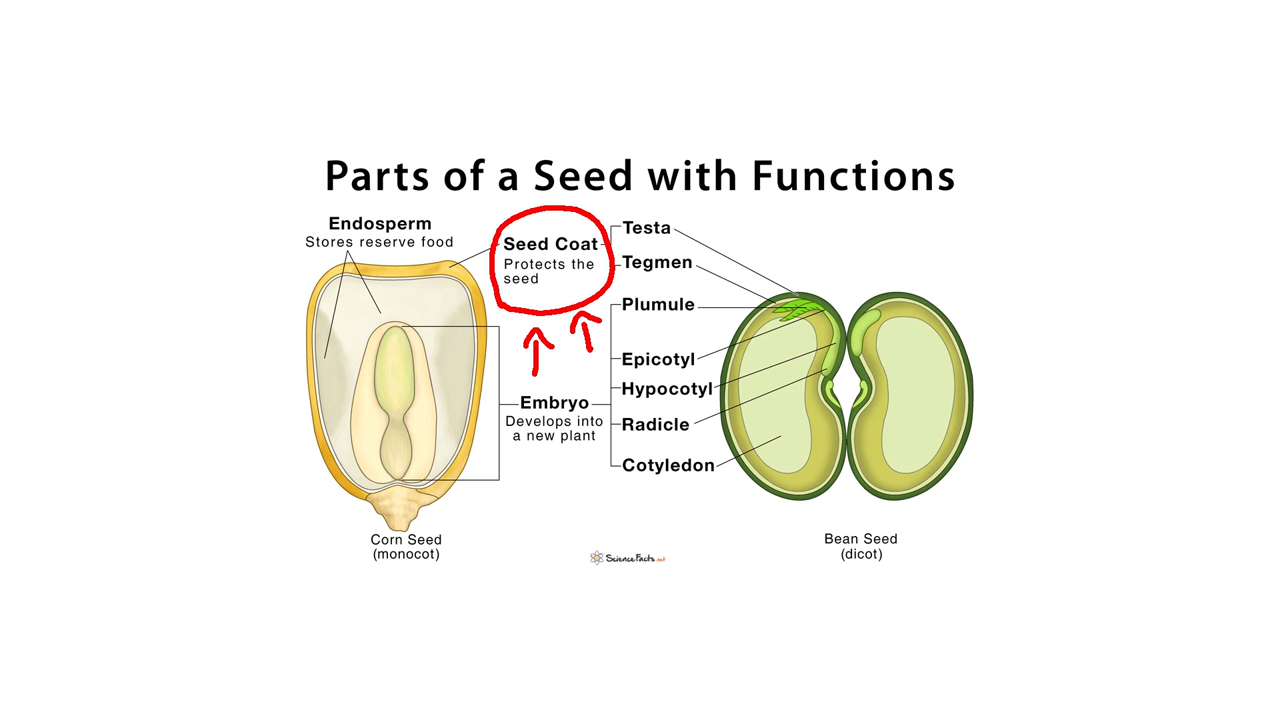 Parts of a Seed with Functions
Endosperm
Stores reserve food
Seed Coat
Protects the
seed
Testa
Tegmen
Plumule
Epicotyl
Hypocotyl
Radicle
Cotyledon
Embryo
Develops into
a new plant
Corn Seed
(monocot)
Bean Seed
(dicot)
ScienceFacts.net